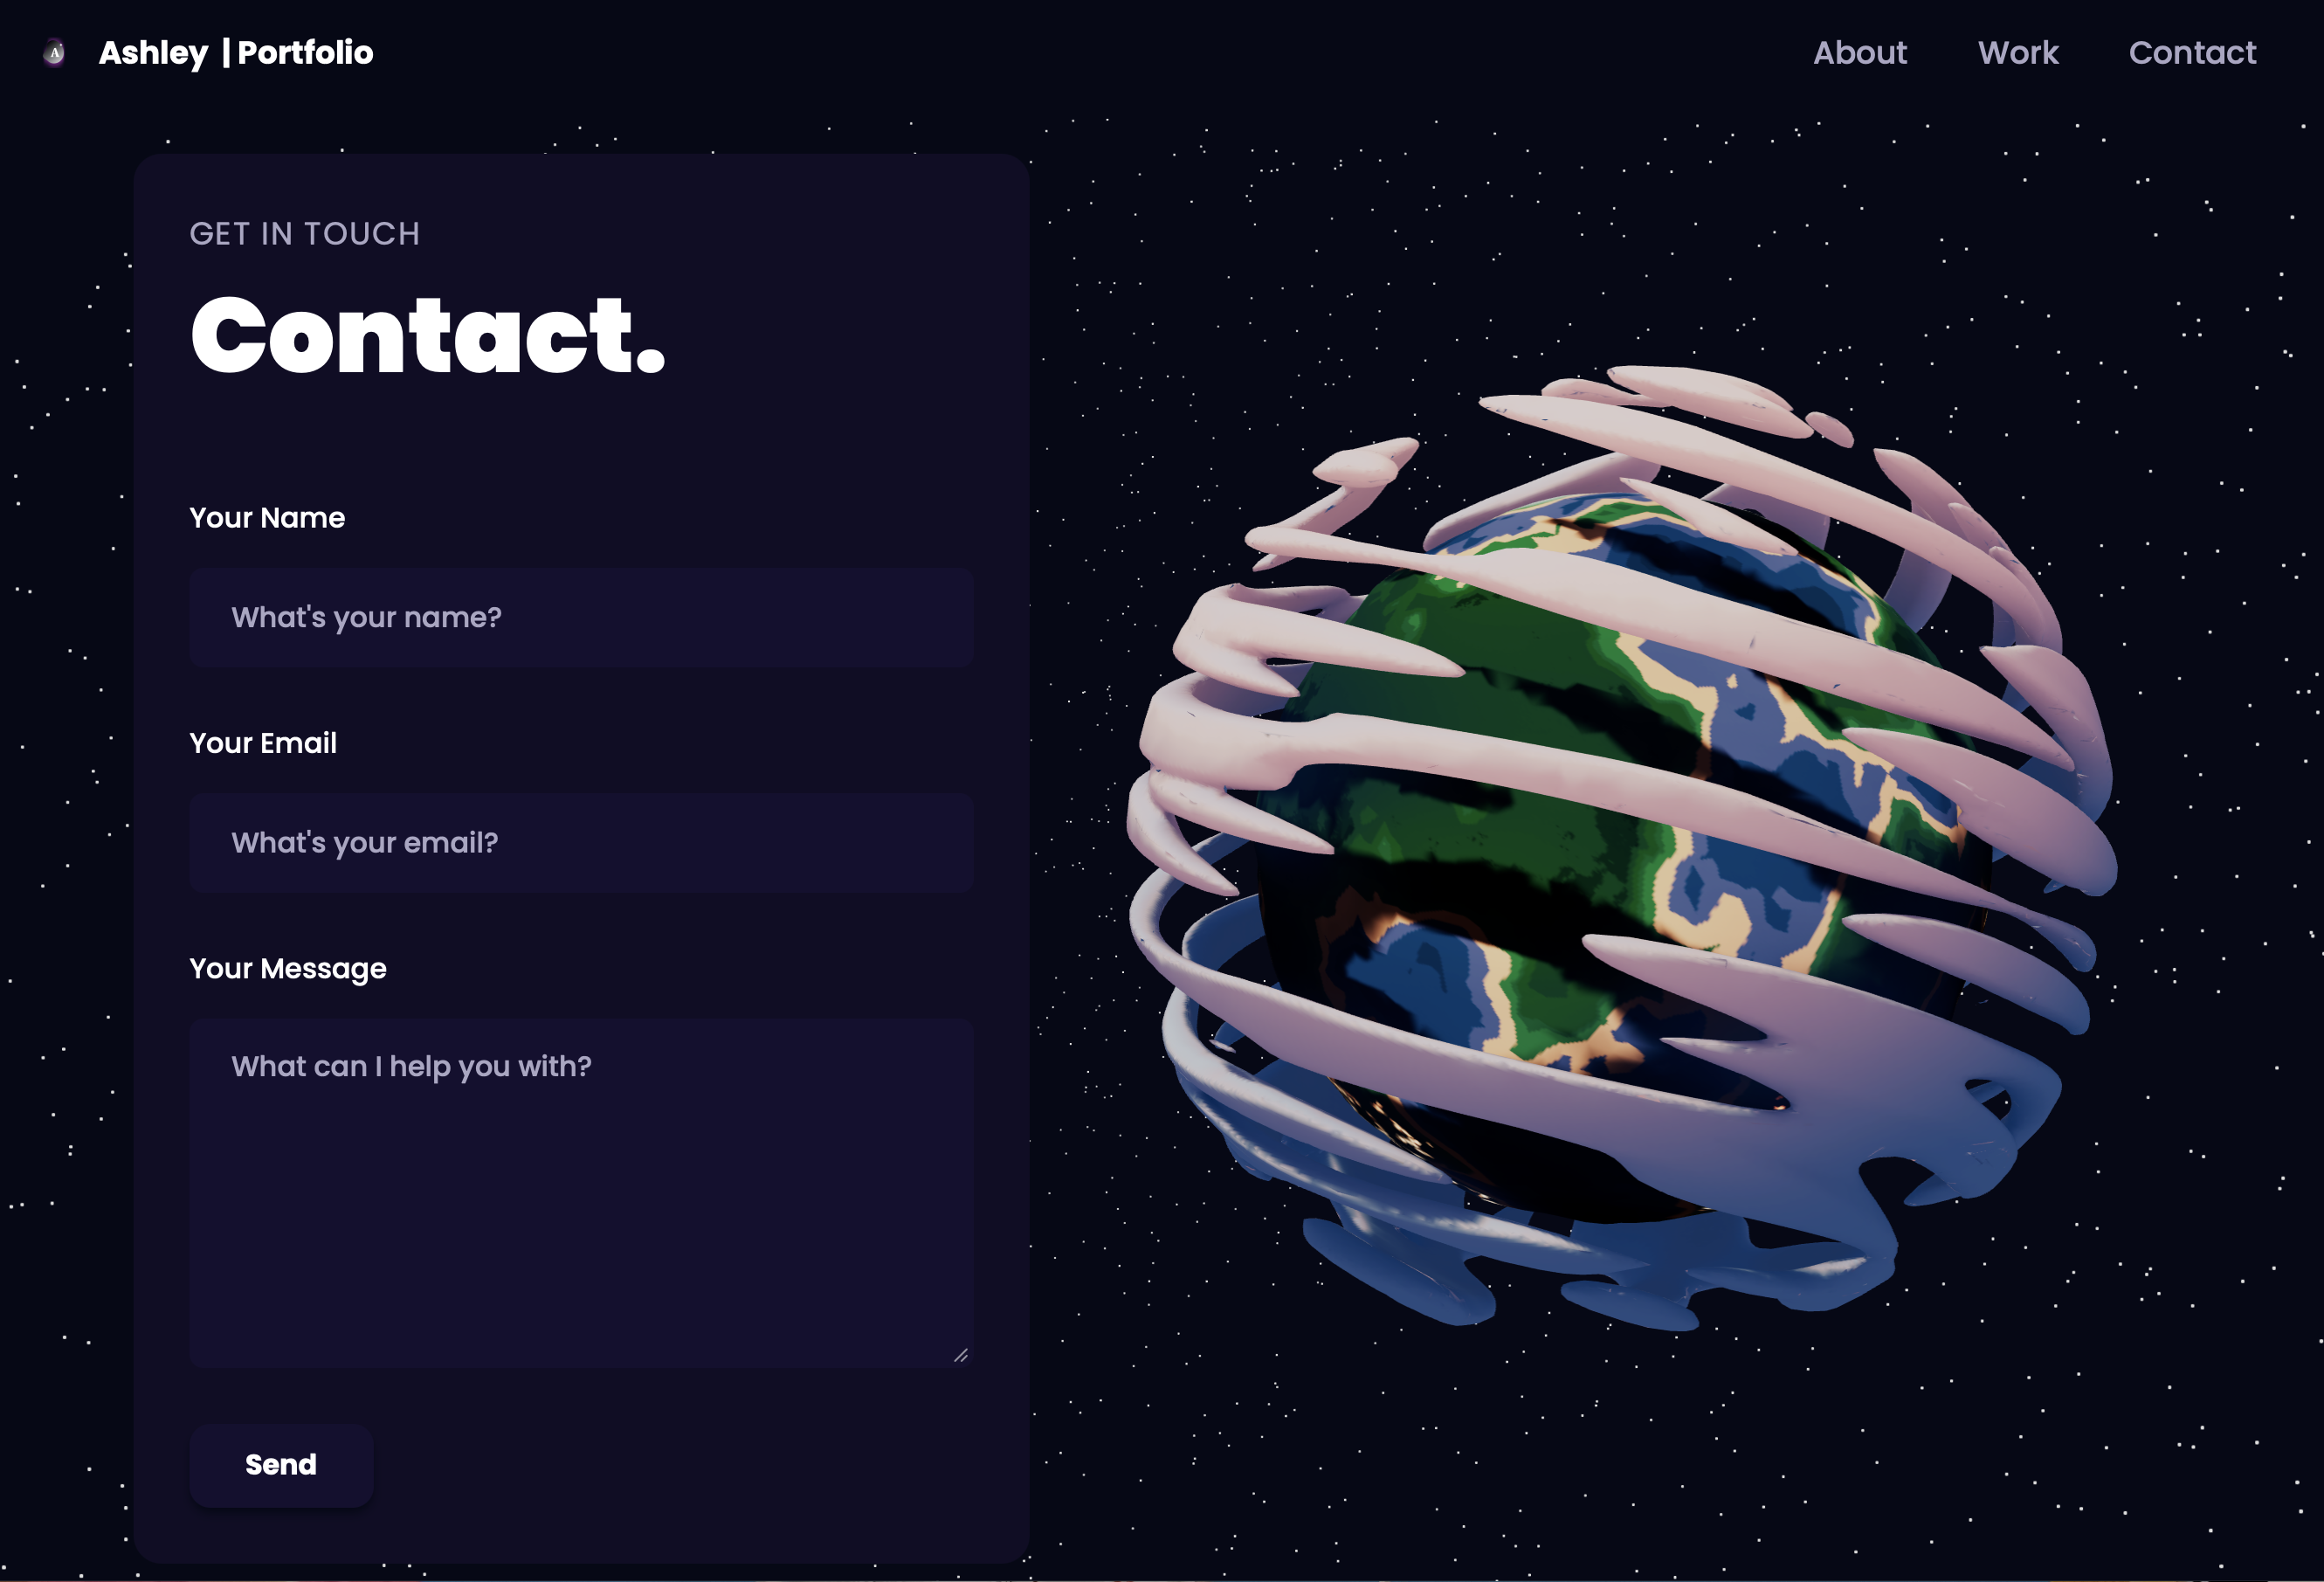 A
Ashley | Portfolio
About Work Contact
GET IN TOUCH
Contact.
Your Name
What's your name?
Your Email
What's your email?
Your Message
What can I help you with?
Send